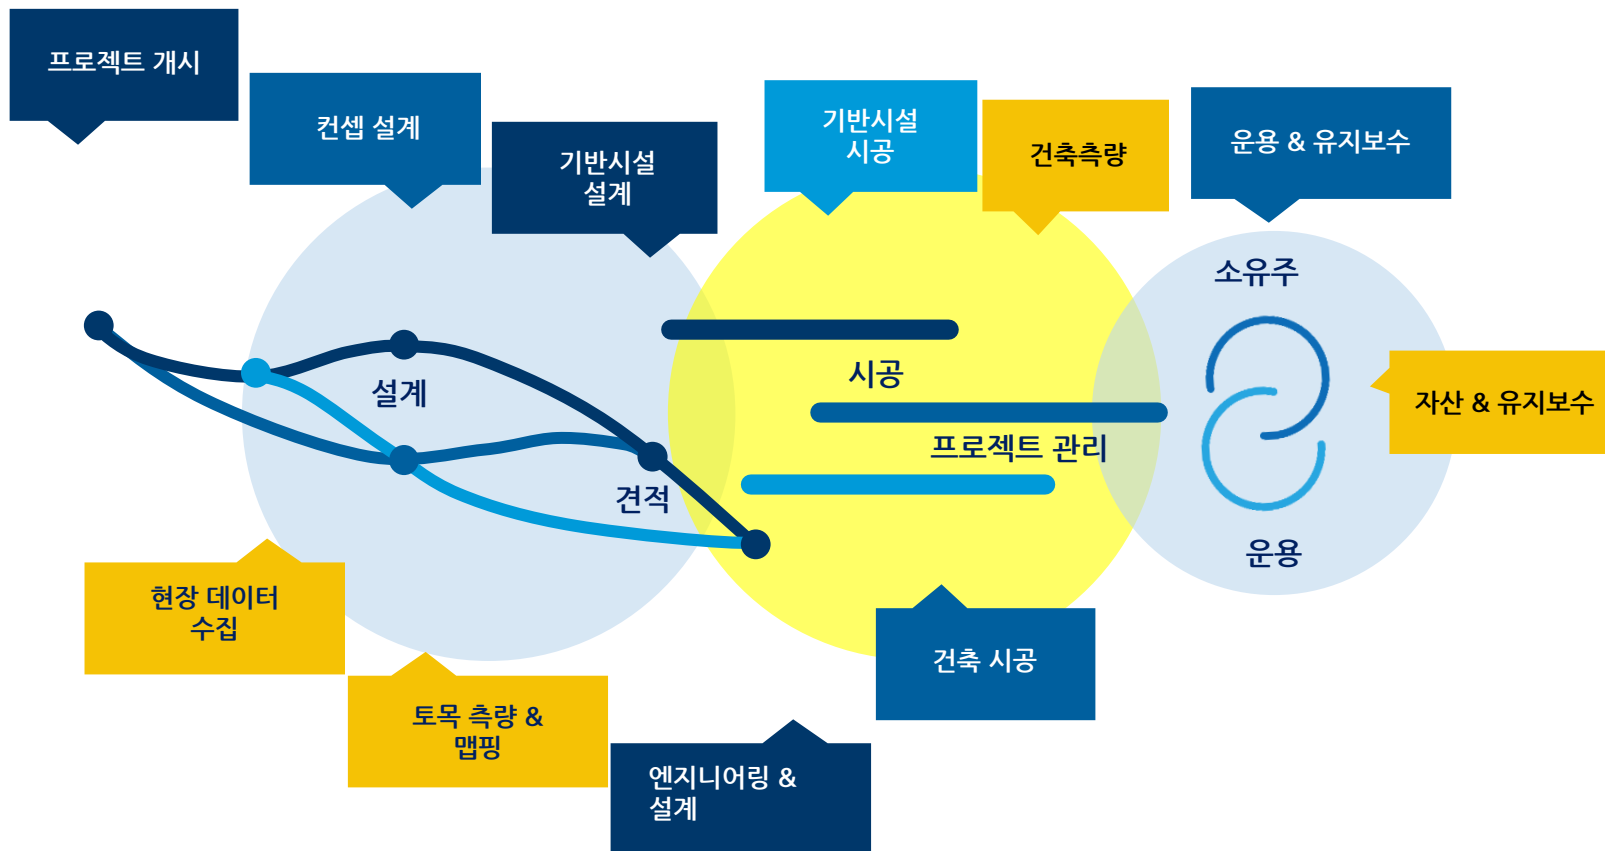 프로젝트 개시
컨셉 설계
기반시설
설계
기반시설
시공
건축측량
운용 & 유지보수
소유주
설계
시공
프로젝트 관리
자산 & 유지보수
견적
운용
현장 데이터
수집
토목 측량 &
맵핑
엔지니어링 &
설계
건축 시공